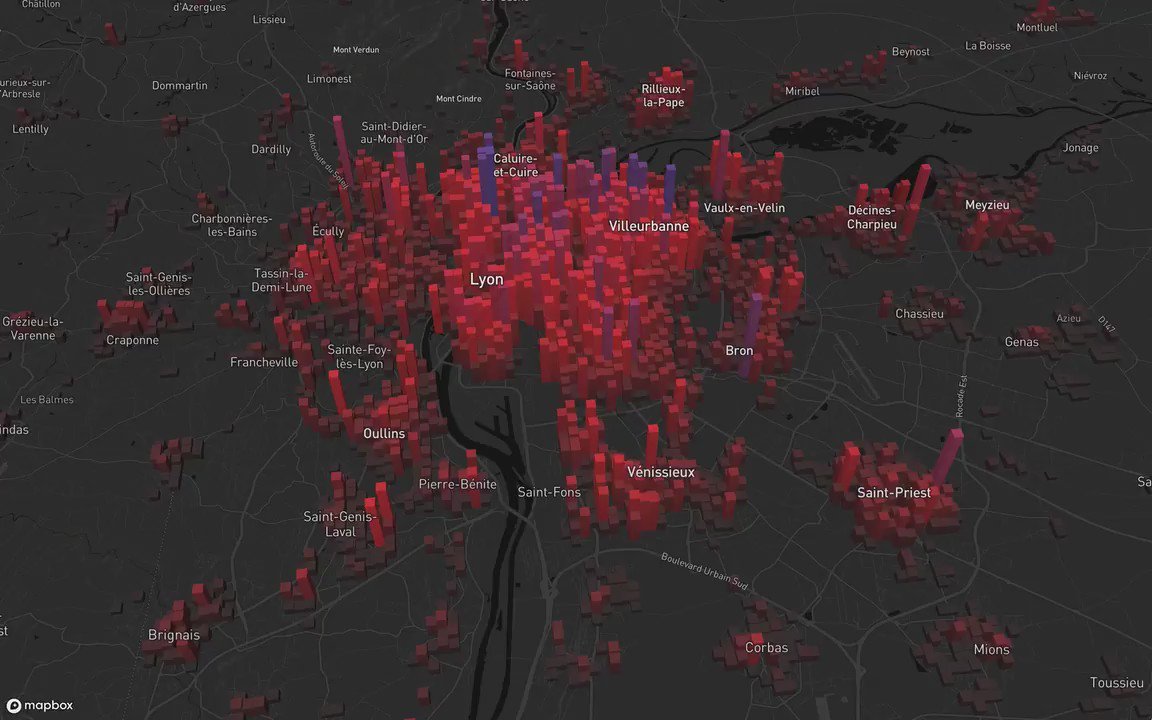 Châtillon
d'Azergues
Lissieu
Montluel
La Boisse
Beynost
Mont Verdun
Limonest
Dommartin
Fontaines-
sur-Saône
Niévroz
Miribel
Rillieux-
la-Pape
Mont Cindre
Lentilly
Saint-Didier-
au-Mont-d'Or
Dardilly
Autoroute du Soleil
Caluire-
et-Cuire
Jonage
Charbonnières-
les-Bains
Écully
Villeurbanne
Vaulx-en-Velin
Décines-
Charpieu
Meyzieu
Tassin-la-
Demi-Lune
Saint-Genis-
les-Ollières
Lyon
Grézieu-la-
Varenne
Craponne
Chassieu
Azieu
D147
Genas
Francheville
Sainte-Foy-
lès-Lyon
Bron
Les Balmes
Rocade Est
Oullins
Vénissieux
Pierre-Bénite
Saint-Fons
Saint-Priest
Saint-Genis-
Laval
Boulevard Urbain Sud
Brignais
Corbas
Mions
Toussieu
mapbox